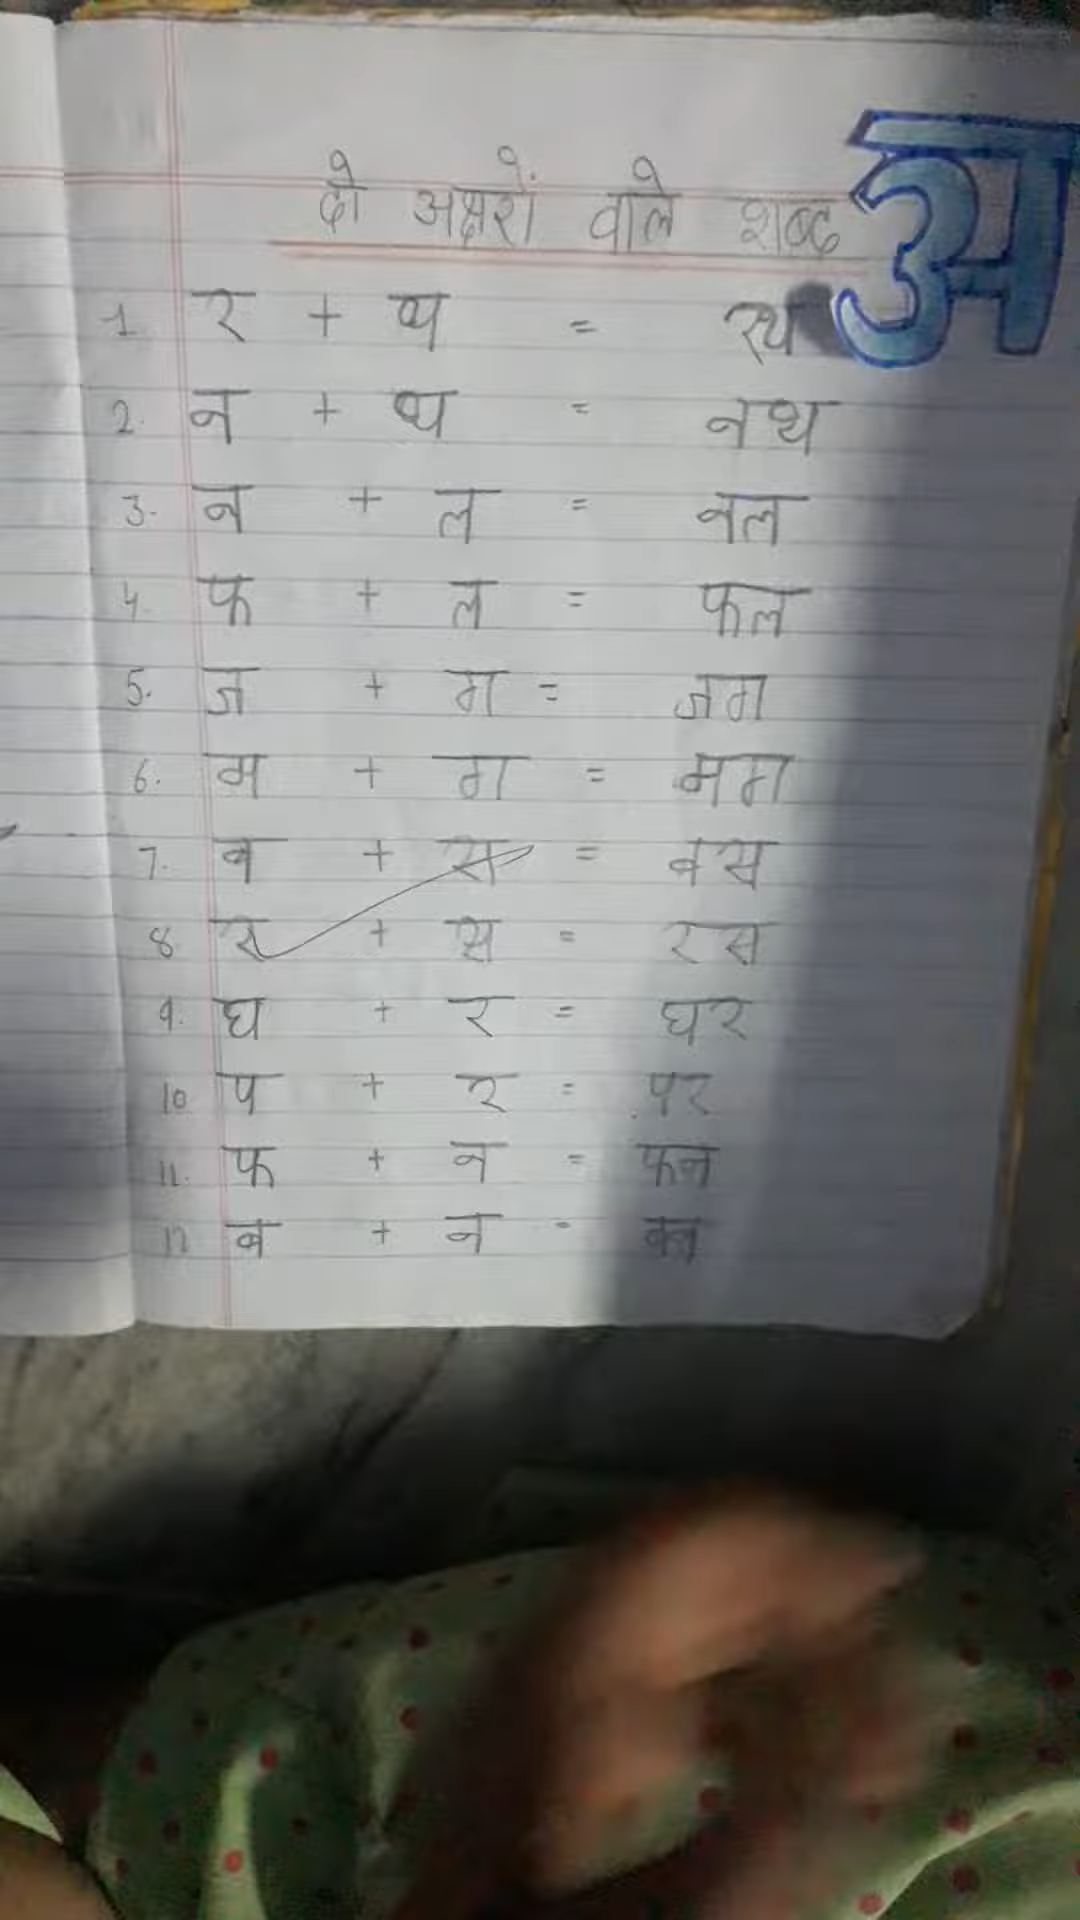 दो अक्षरों वाले शब्द अ
1. र + थ = रथ
2. न + थ = नथ
3. न + ल = नल
4. फ + ल = फल
5. ज + ग = जग
6. म + ग = मग
7. ब + स = बस
8. र + स = रस
9. घ + र = घर
10 प + र = पर
11. फ + न = फन
12 ब + न = बन